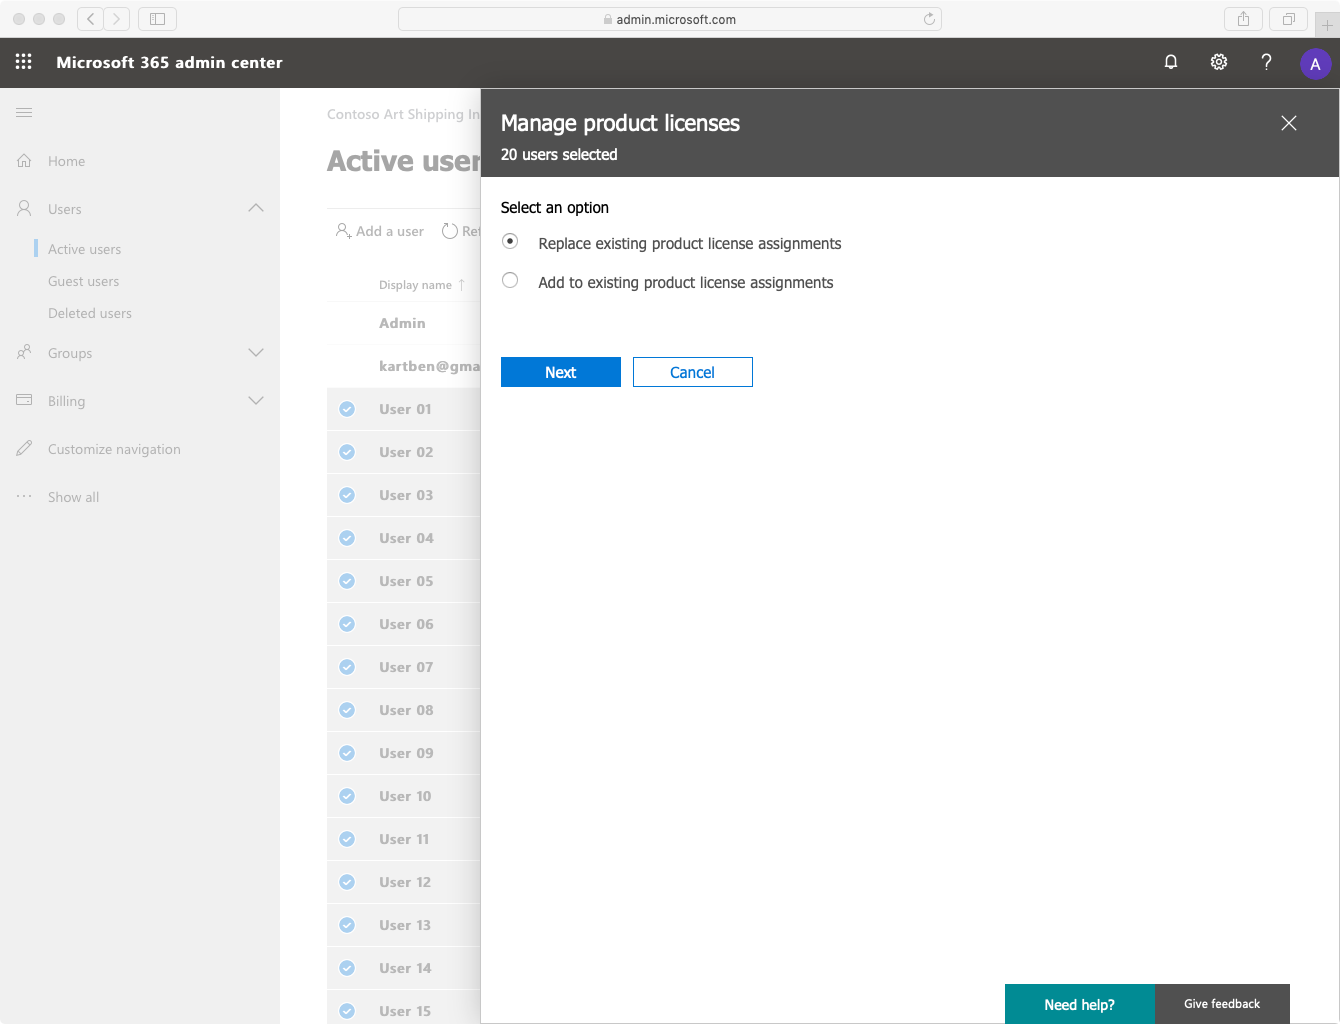 admin.microsoft.com
Microsoft 365 admin center
A
Home
Users
Active users
Guest users
Deleted users
Groups
Billing
Customize navigation
Show all
Contoso Art Shipping In
Active user
Add a user
Ref
Display name ↑
Admin
kartben@gma
User 01
User 02
User 03
User 04
User 05
User 06
User 07
User 08
User 09
User 10
User 11
User 12
User 13
User 14
User 15
Manage product licenses
20 users selected
Select an option
Replace existing product license assignments
Add to existing product license assignments
Next
Cancel
Need help?
Give feedback